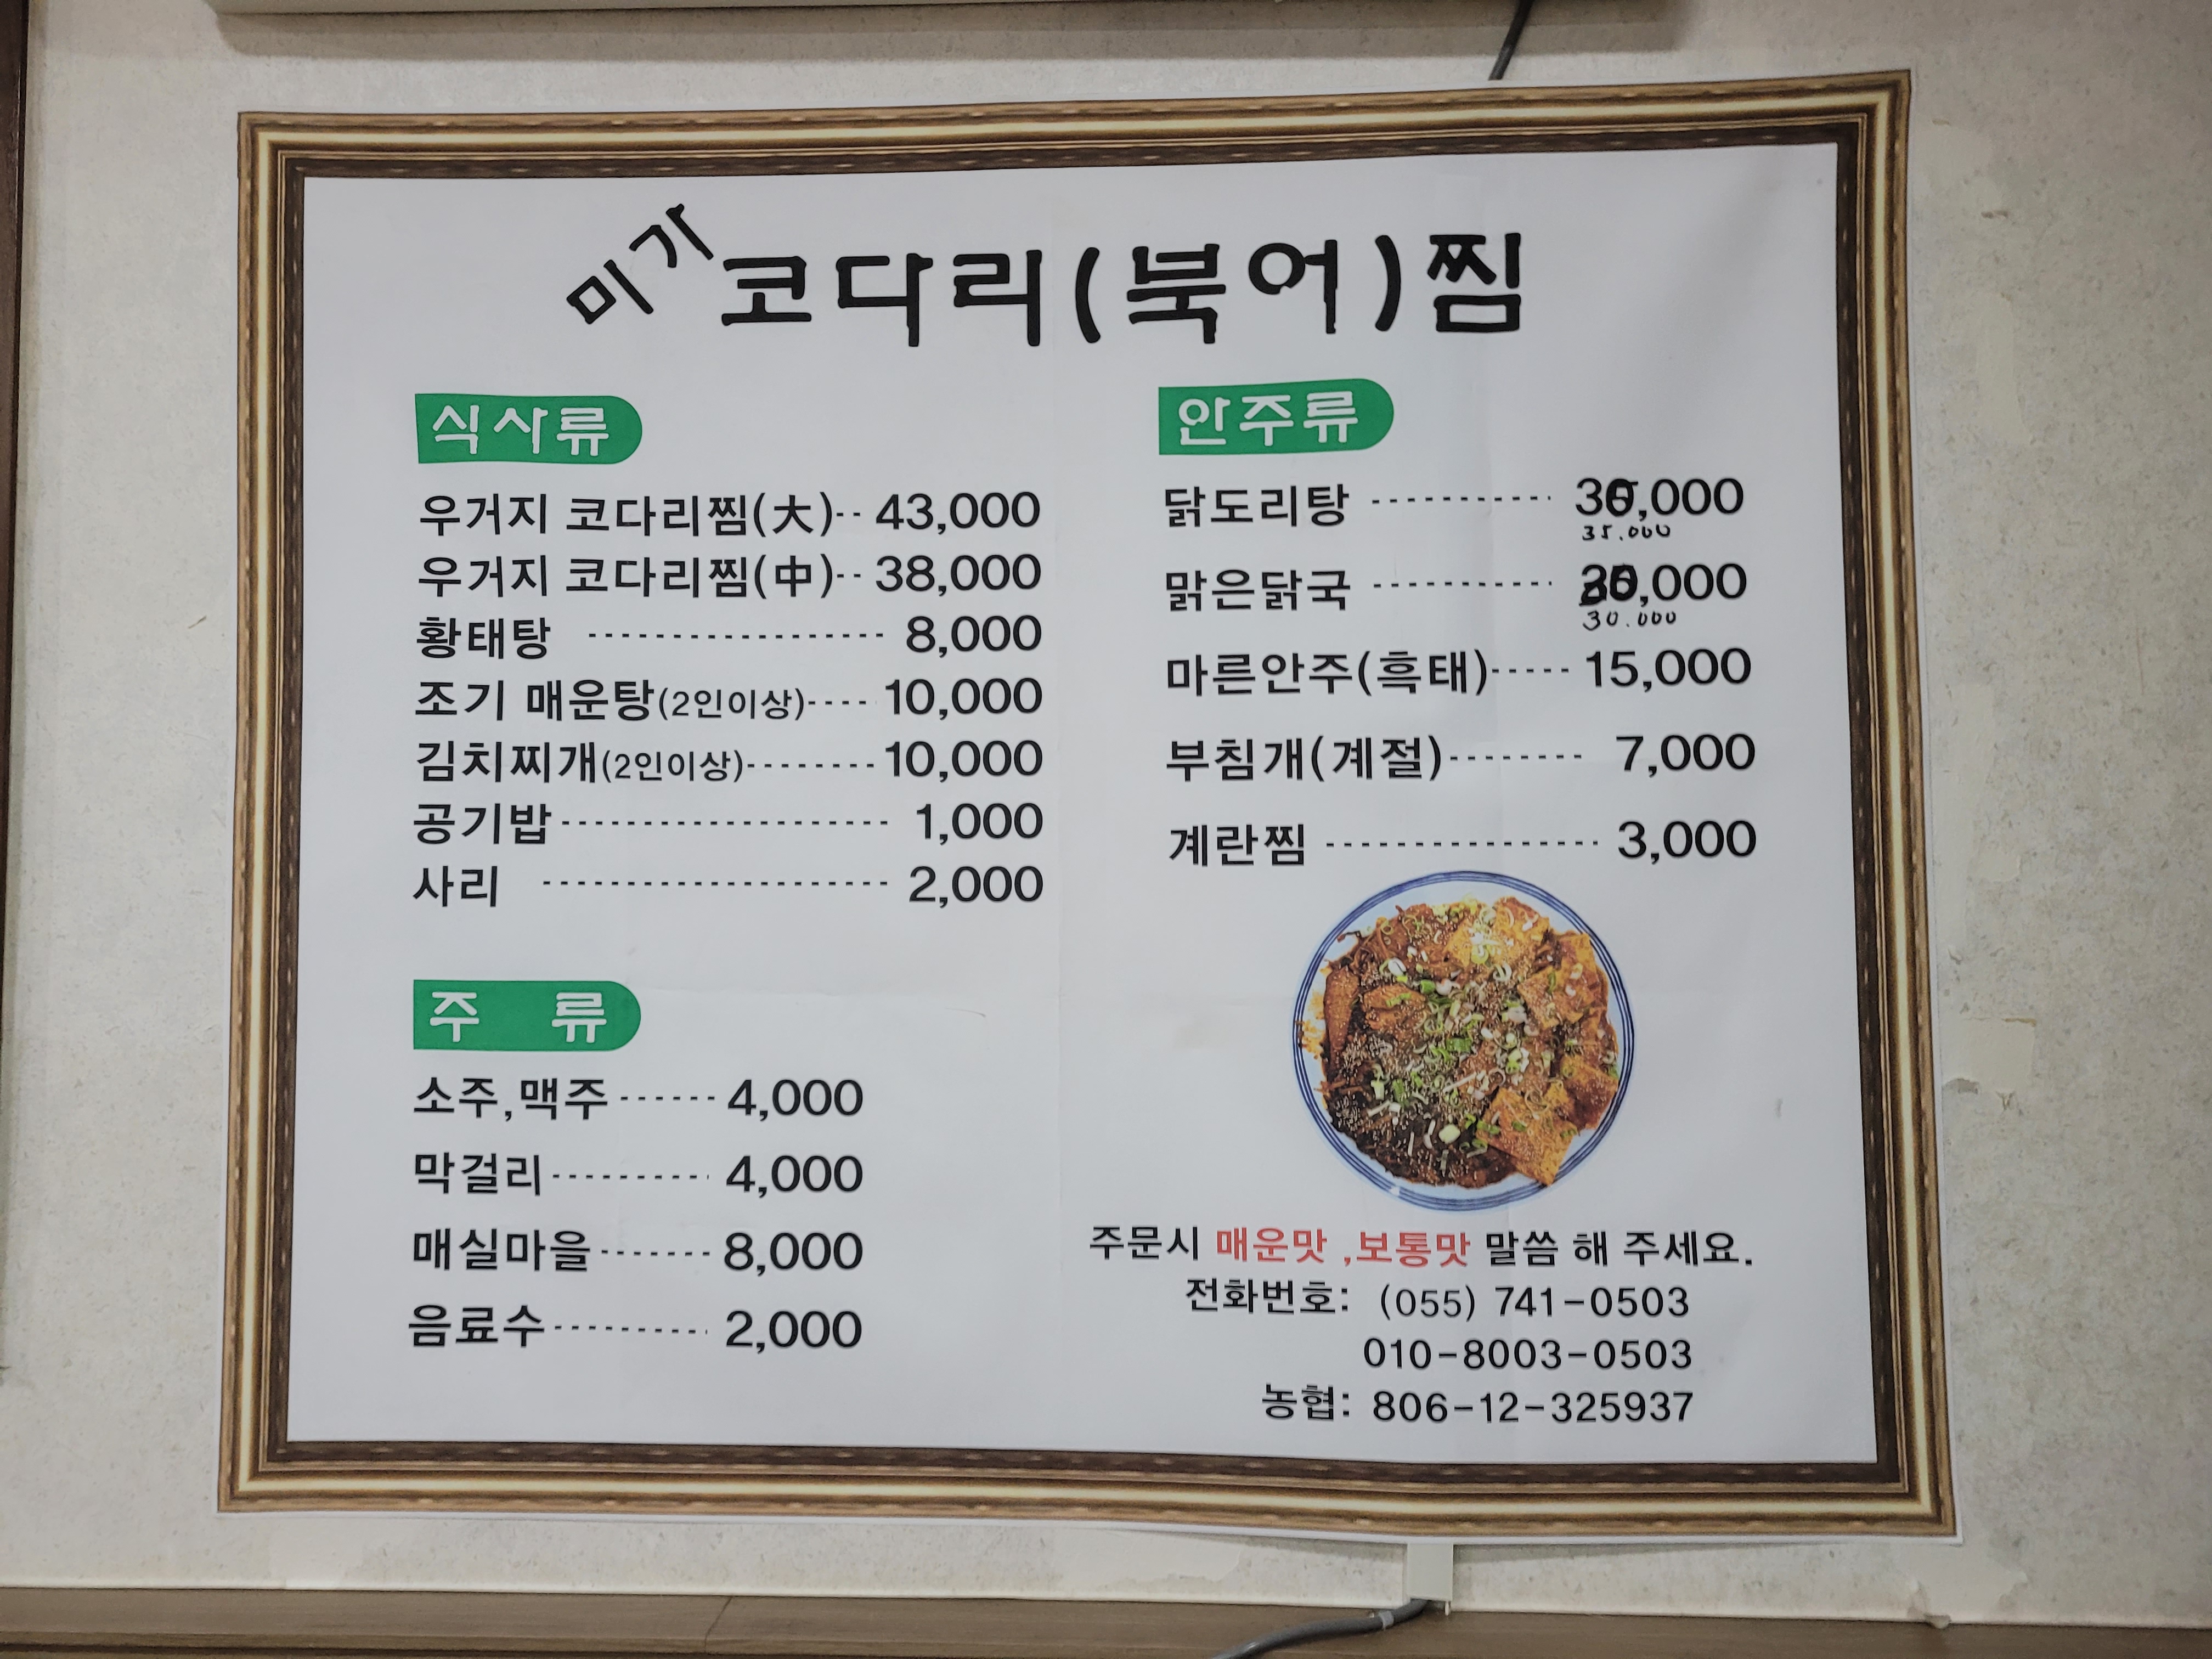 미가 코다리(북어)찜
식사류
우거지 코다리찜(大)-- 43,000
우거지 코다리찜(中)-- 38,000
황태탕 ------------------ 8,000
조기 매운탕(2인이상)---- 10,000
김치찌개(2인이상)-------- 10,000
공기밥-------------------- 1,000
사리 --------------------- 2,000
주 류
소주,맥주------ 4,000
막걸리---------- 4,000
매실마을------- 8,000
음료수---------- 2,000
안주류
닭도리탕 ----------- 35,000
35.000
맑은닭국 ----------- 30,000
30.000
마른안주(흑태)----- 15,000
부침개(계절)-------- 7,000
계란찜 ---------------- 3,000
주문시 매운맛 ,보통맛 말씀 해 주세요.
전화번호: (055) 741-0503
010-8003-0503
농협: 806-12-325937